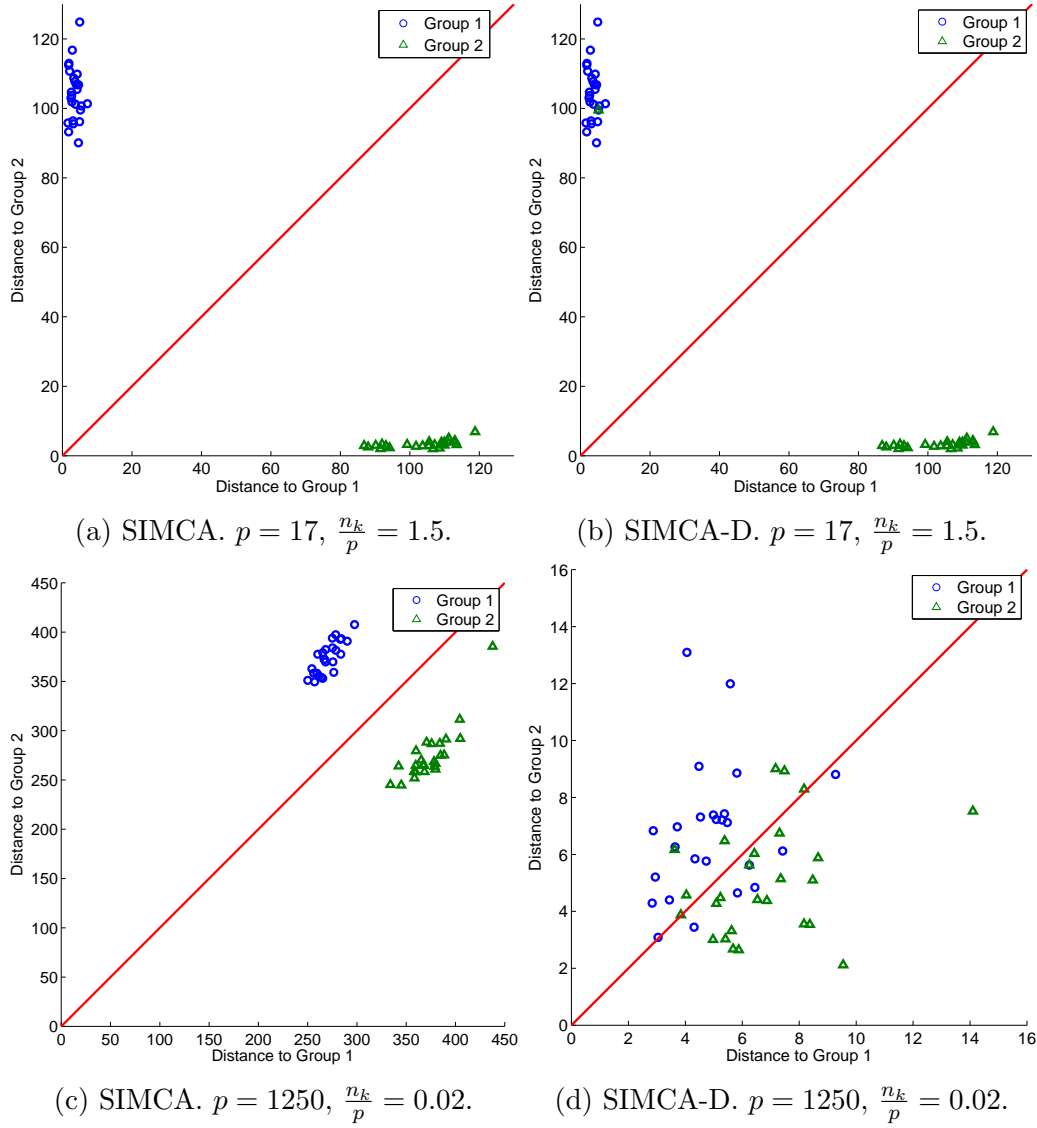 130
120
100
80
60
40
20
0
0 20 40 60 80 100 120
Distance to Group 2
Distance to Group 1
Group 1
Group 2
(a) SIMCA. $p = 17$, $\frac{n_k}{p} = 1.5$.
120
100
80
60
40
20
0
0 20 40 60 80 100 120
Distance to Group 2
Distance to Group 1
Group 1
Group 2
(b) SIMCA-D. $p = 17$, $\frac{n_k}{p} = 1.5$.
450
400
350
300
250
200
150
100
50
0
0 50 100 150 200 250 300 350 400 450
Distance to Group 2
Distance to Group 1
Group 1
Group 2
(c) SIMCA. $p = 1250$, $\frac{n_k}{p} = 0.02$.
16
14
12
10
8
6
4
2
0
0 2 4 6 8 10 12 14 16
Distance to Group 2
Distance to Group 1
Group 1
Group 2
(d) SIMCA-D. $p = 1250$, $\frac{n_k}{p} = 0.02$.